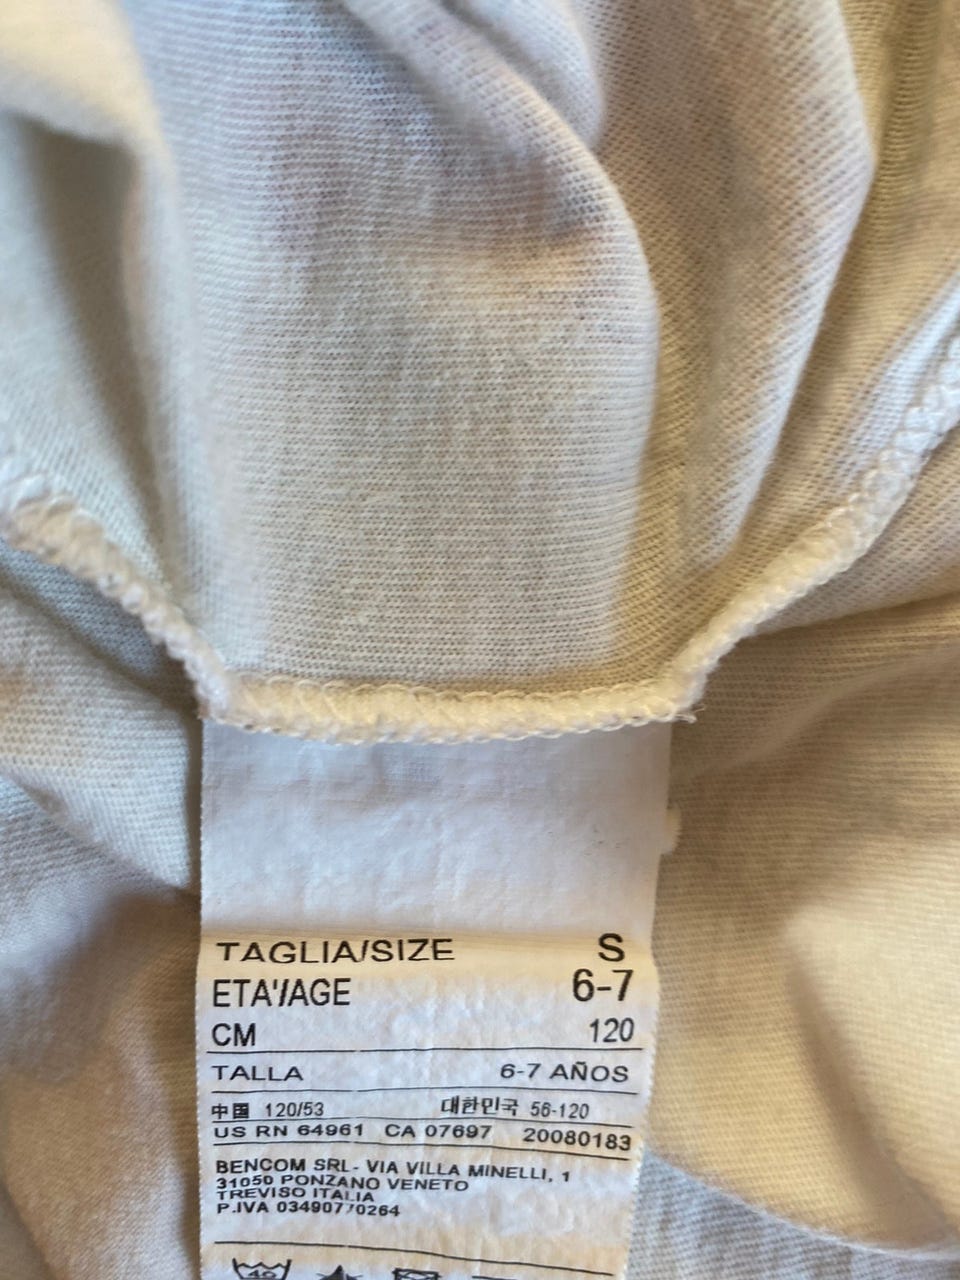 TAGLIA/SIZE S
ETA'/AGE 6-7
CM 120
TALLA 6-7 AÑOS
中国 120/53 대한민국 56-120
US RN 64961 CA 07697 20080183
BENCOM SRL- VIA VILLA MINELLI, 1
31050 PONZANO VENETO
TREVISO ITALIA
P.IVA 03490770264
40